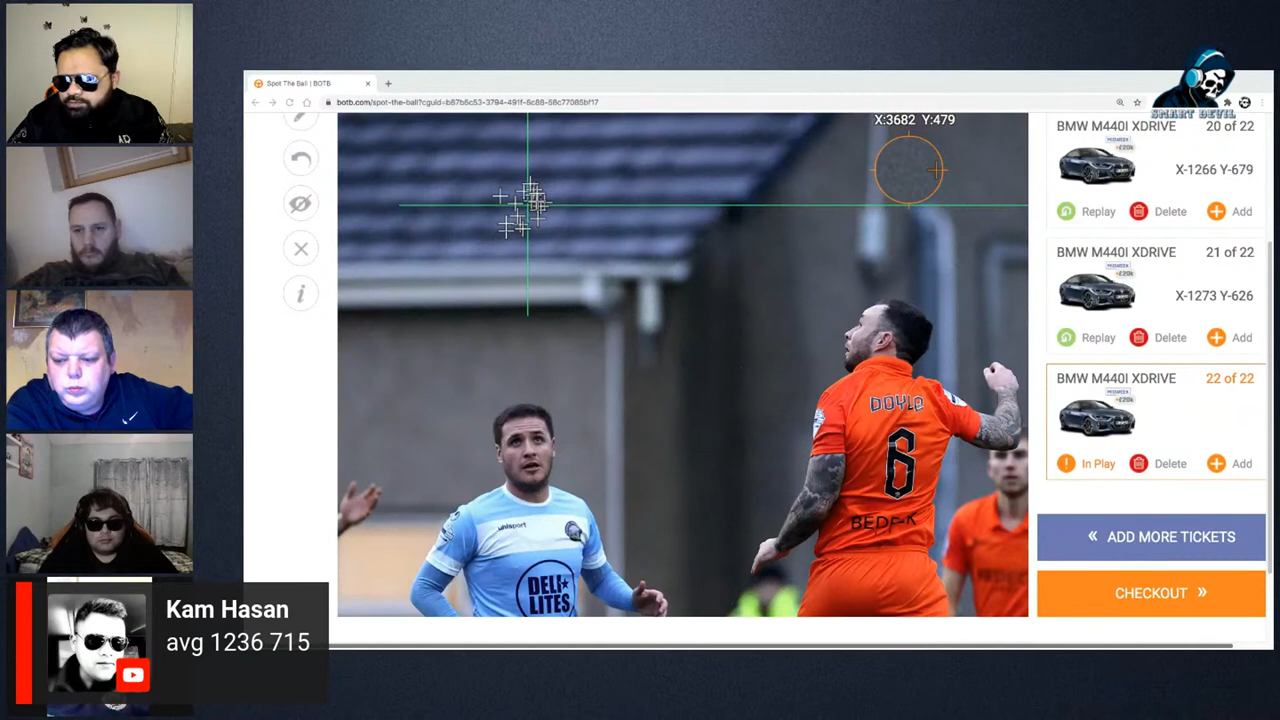 Spot The Ball | BOTB
botb.com/spot-the-ball?cguid=b87b6c53-3794-491f-8c88-58c77085bf17
SMART DEVIL
X:3682 Y:479
BMW M440I XDRIVE 20 of 22
X-1266 Y-679
Replay Delete Add
BMW M440I XDRIVE 21 of 22
X-1273 Y-626
Replay Delete Add
BMW M440I XDRIVE 22 of 22
In Play Delete Add
« ADD MORE TICKETS
CHECKOUT »
DOYLE
6
uhlsport
DELI
LITES
Kam Hasan
avg 1236 715